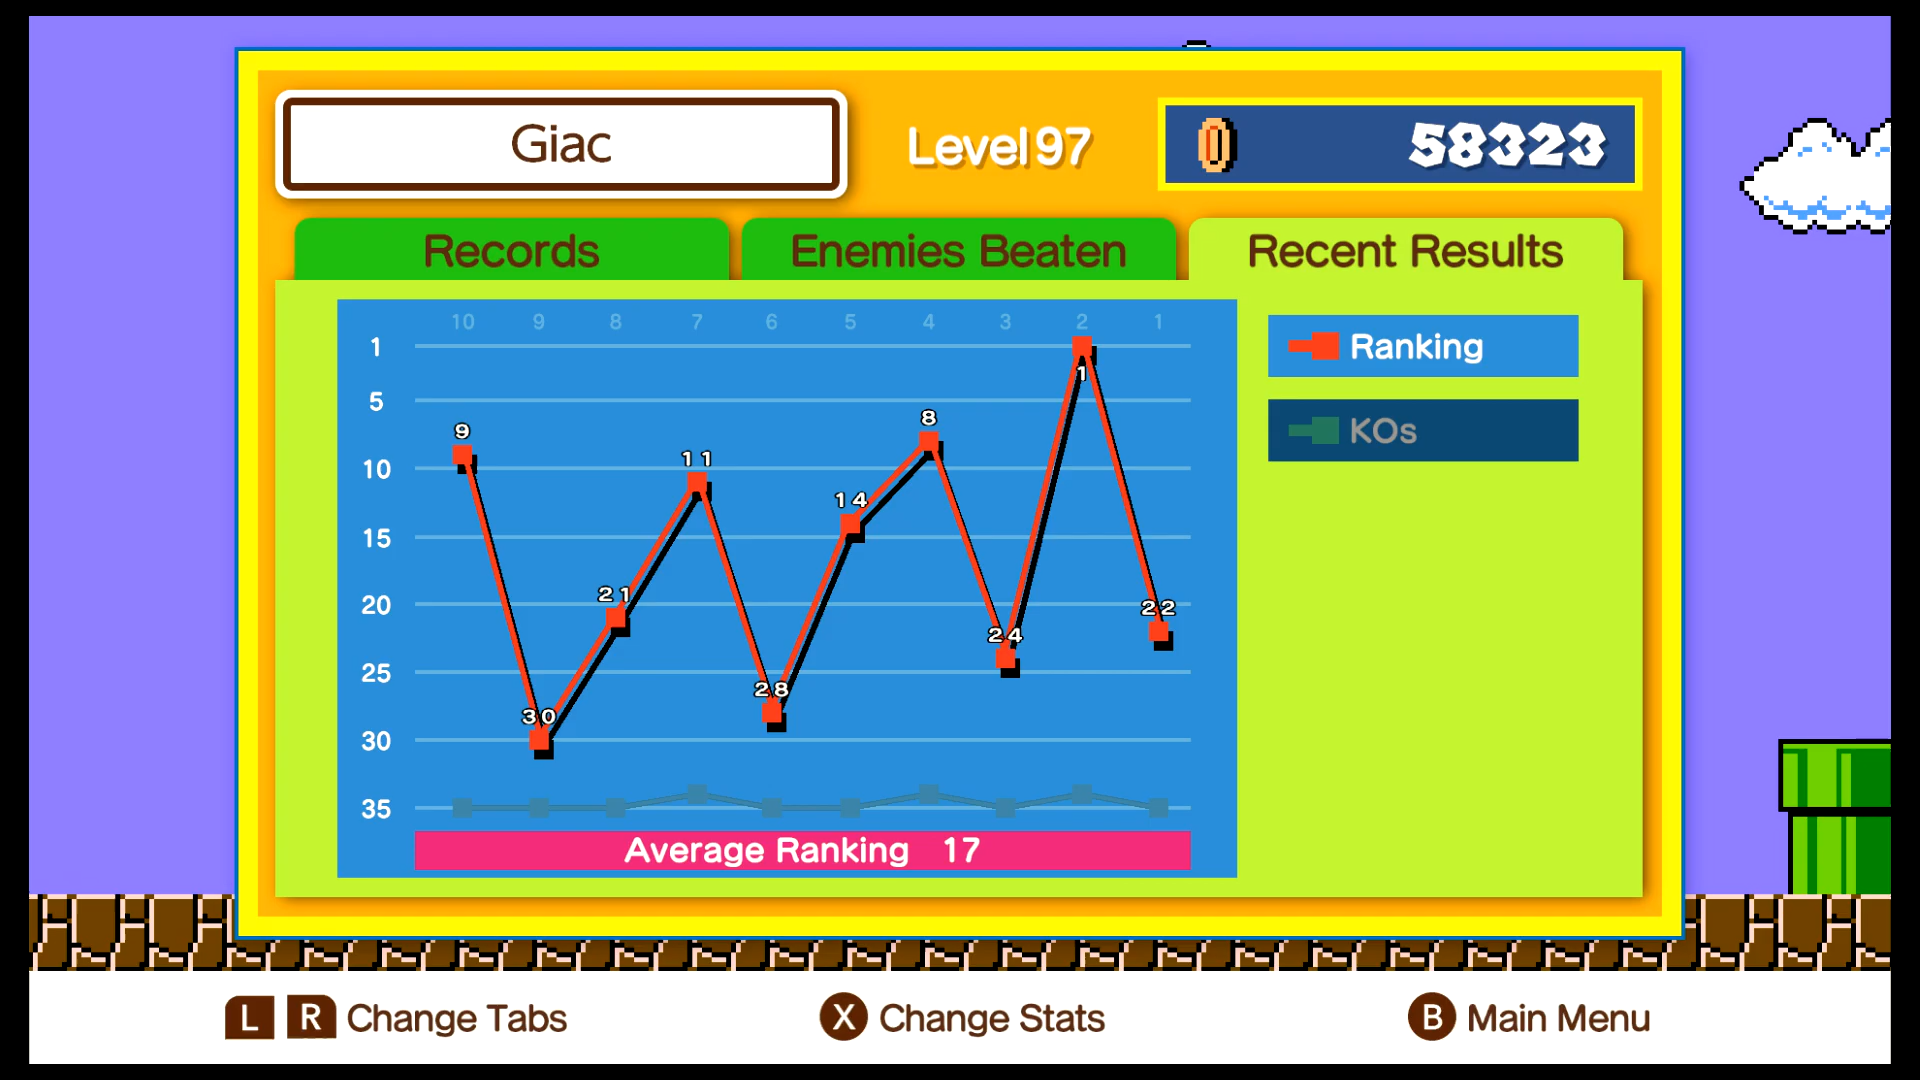 Giac
Level 97
58323
Records
Enemies Beaten
Recent Results
10 9 8 7 6 5 4 3 2 1
1
5
10
15
20
25
30
35
9
30
21
11
28
14
8
24
1
22
Average Ranking 17
Ranking
KOs
L R Change Tabs
X Change Stats
B Main Menu